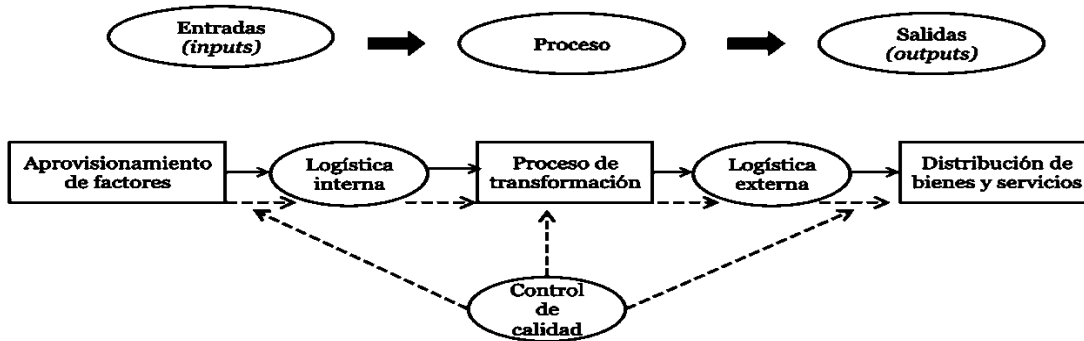 Entradas
(inputs)
Proceso
Salidas
(outputs)
Aprovisionamiento
de factores
Logística
interna
Proceso de
transformación
Logística
externa
Distribución de
bienes y servicios
Control
de
calidad